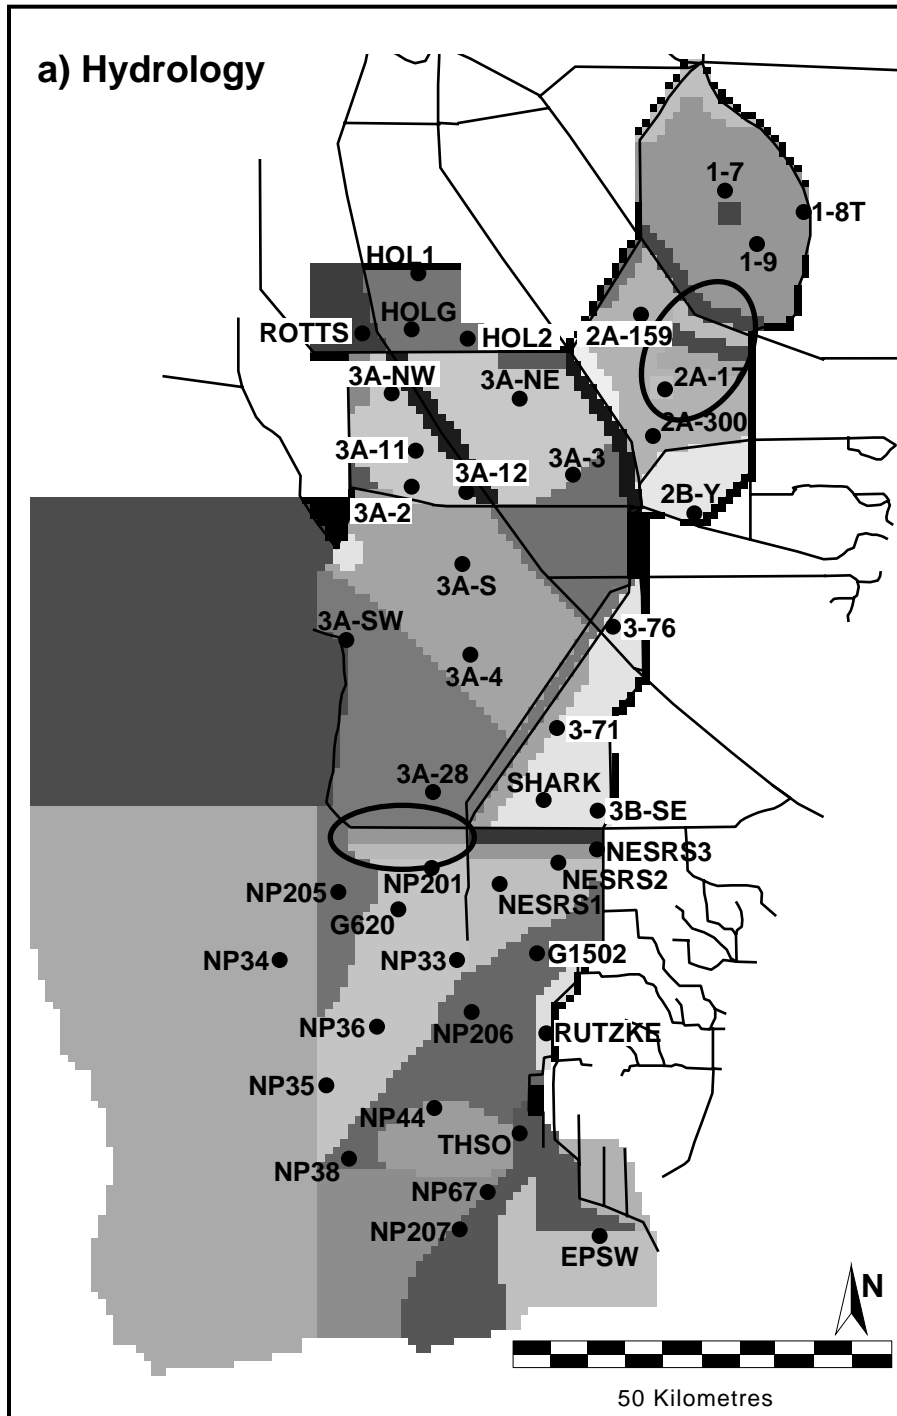 a) Hydrology
1-7
1-8T
1-9
HOL1
HOLG
ROTTS
HOL2
2A-159
3A-NW
3A-NE
2A-17
2A-300
3A-11
3A-12
3A-3
3A-2
2B-Y
3A-S
3A-SW
3-76
3A-4
3-71
3A-28
SHARK
3B-SE
NESRS3
NP201
NESRS2
NP205
NESRS1
G620
NP34
NP33
G1502
NP36
NP206
RUTZKE
NP35
NP44
THSO
NP38
NP67
NP207
EPSW
N
50 Kilometres